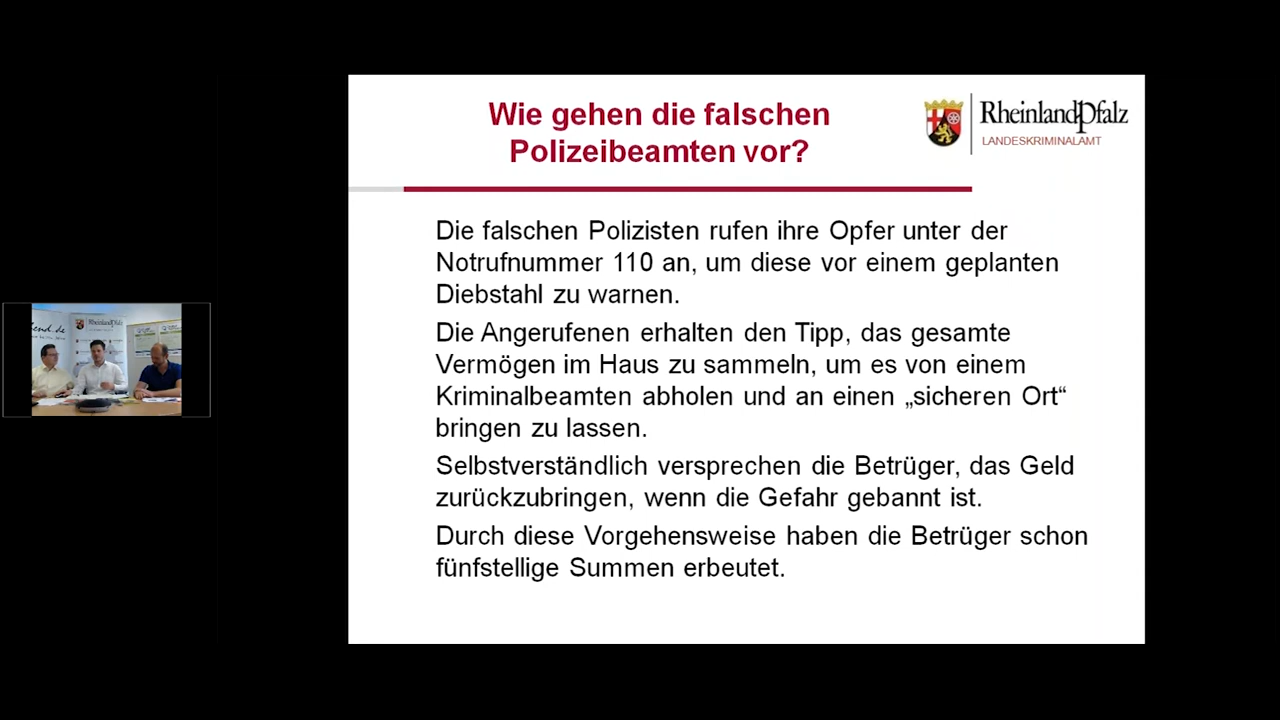 Wie gehen die falschen
Polizeibeamten vor?
RheinlandPfalz
LANDESKRIMINALAMT
Die falschen Polizisten rufen ihre Opfer unter der
Notrufnummer 110 an, um diese vor einem geplanten
Diebstahl zu warnen.
Die Angerufenen erhalten den Tipp, das gesamte
Vermögen im Haus zu sammeln, um es von einem
Kriminalbeamten abholen und an einen „sicheren Ort“
bringen zu lassen.
Selbstverständlich versprechen die Betrüger, das Geld
zurückzubringen, wenn die Gefahr gebannt ist.
Durch diese Vorgehensweise haben die Betrüger schon
fünfstellige Summen erbeutet.
RheinlandPfalz